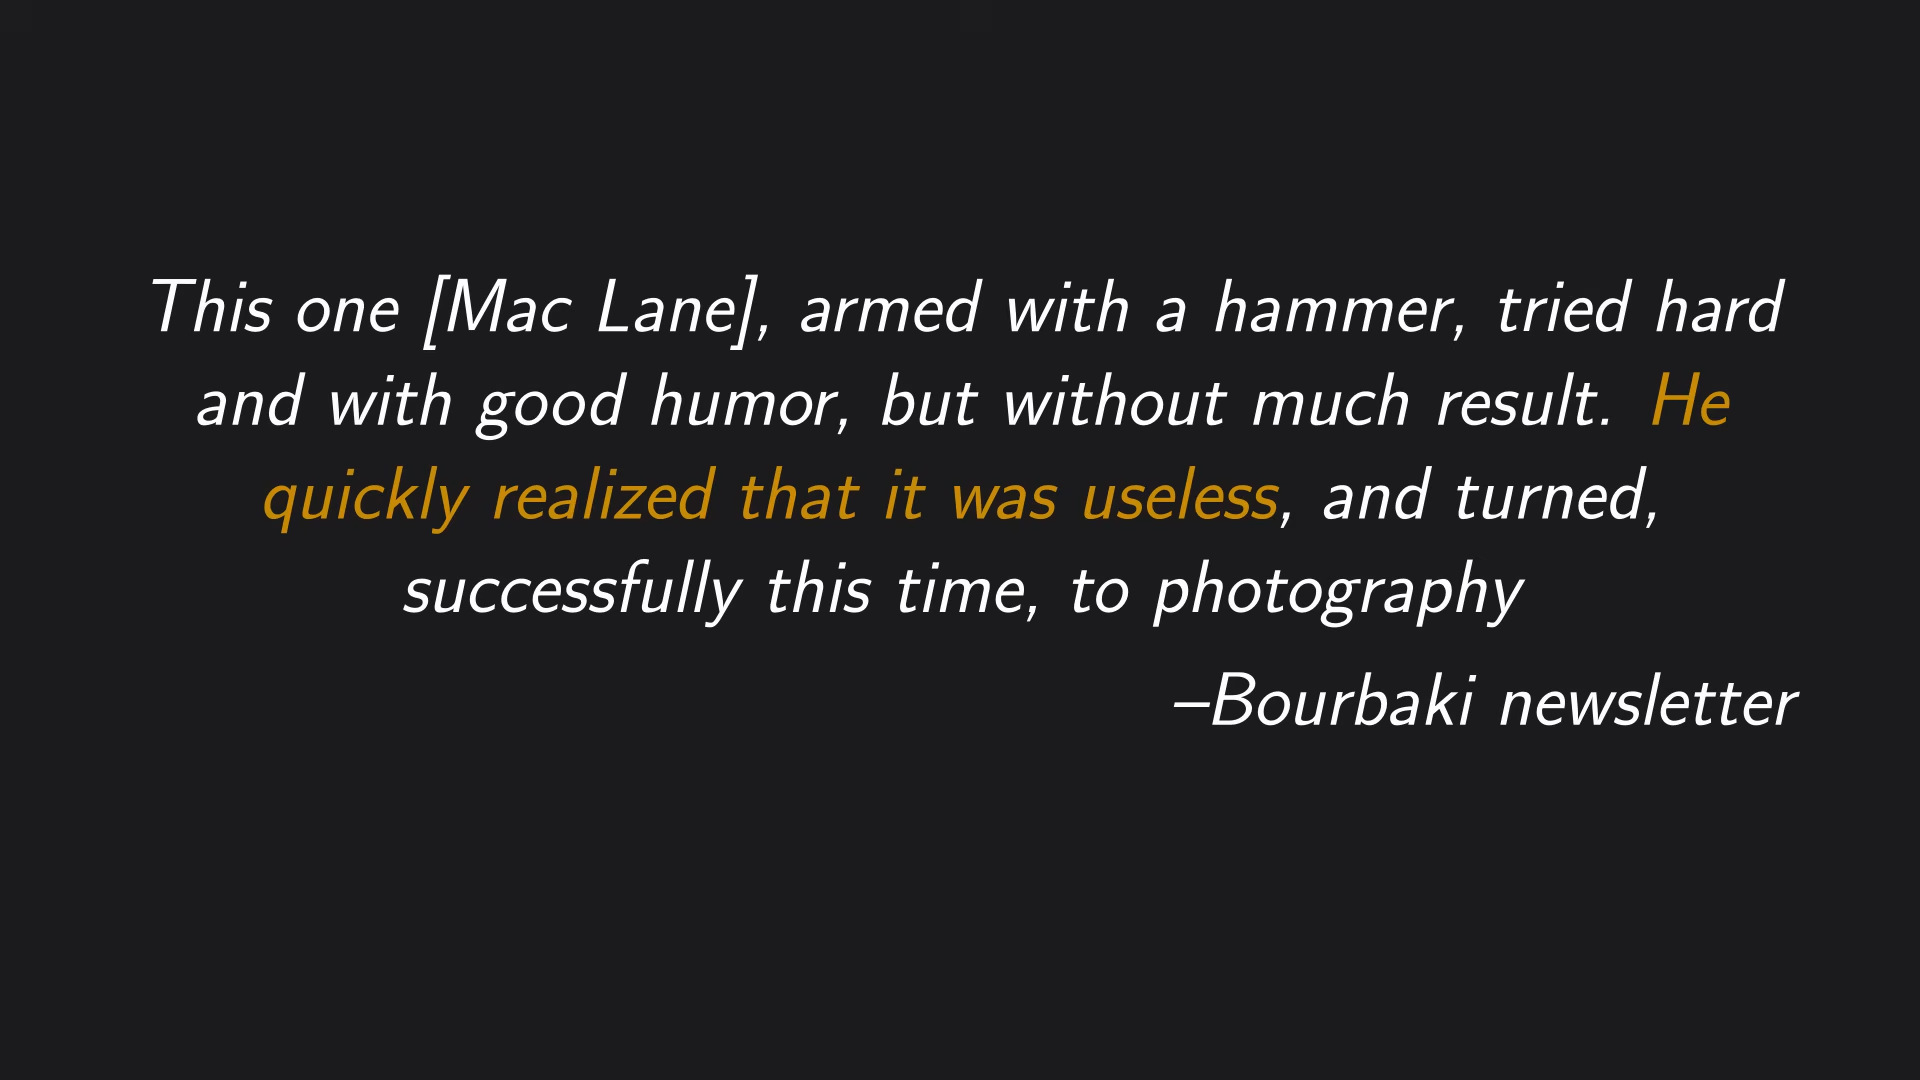 This one [Mac Lane], armed with a hammer, tried hard
and with good humor, but without much result. He
quickly realized that it was useless, and turned,
successfully this time, to photography
–Bourbaki newsletter